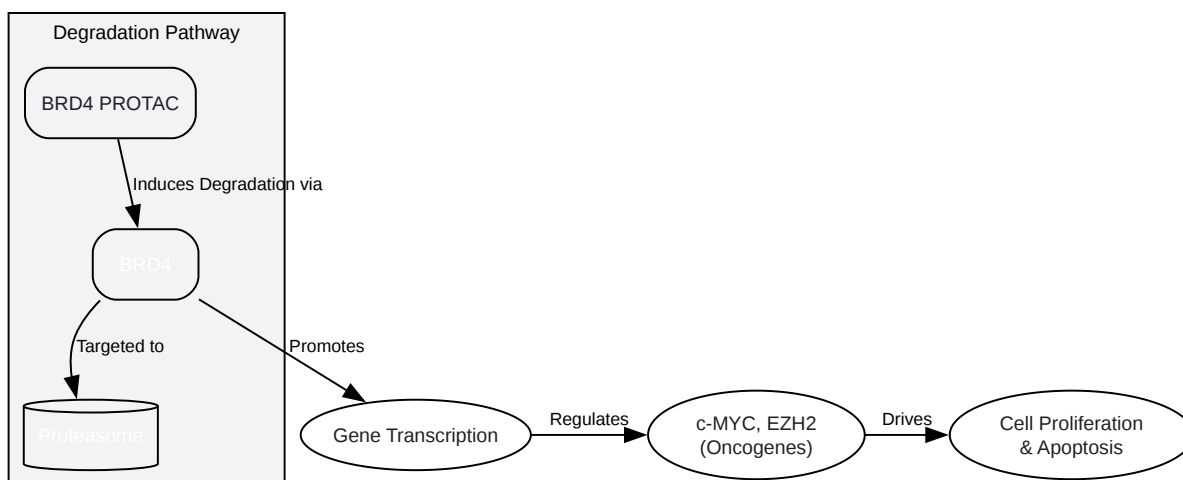 Degradation Pathway
BRD4 PROTAC
Induces Degradation via
BRD4
Targeted to
Promotes
Proteasome
Gene Transcription
Regulates
c-MYC, EZH2
(Oncogenes)
Drives
Cell Proliferation
& Apoptosis